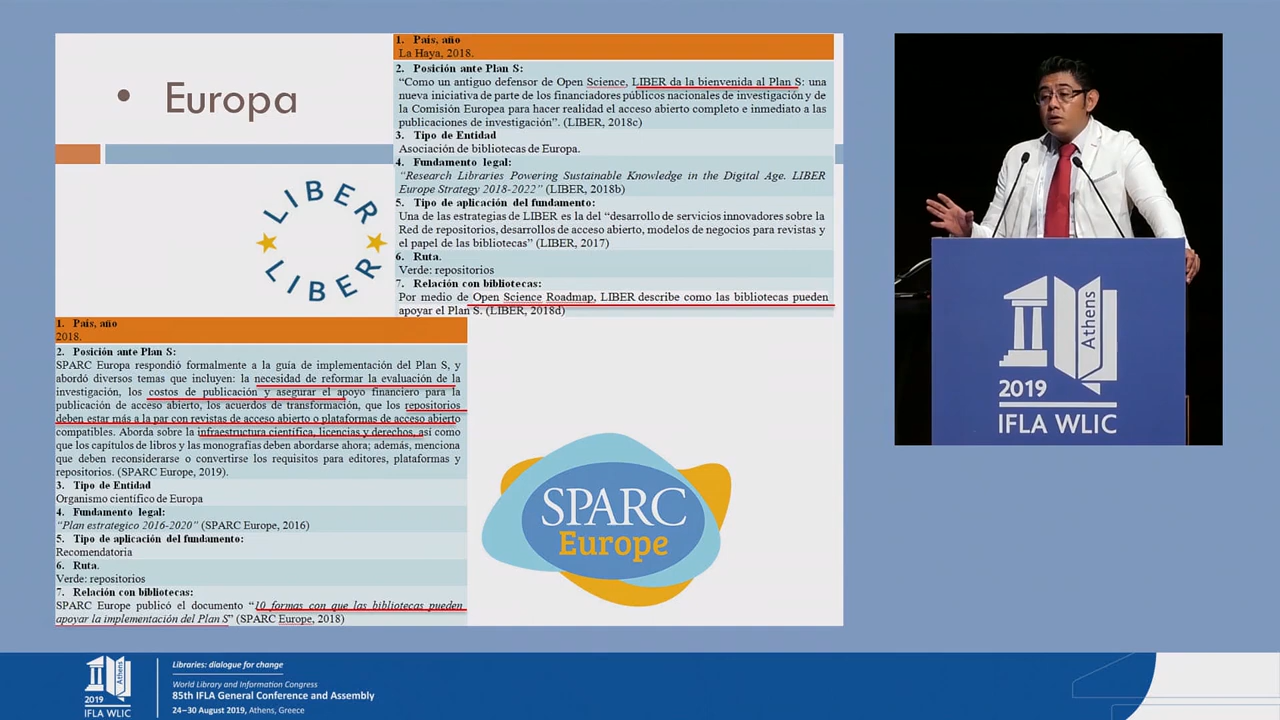 • Europa
LIBER
LIBER
1. País, año
La Haya, 2018.
2. Posición ante Plan S:
“Como un antiguo defensor de Open Science, LIBER da la bienvenida al Plan S: una
nueva iniciativa de parte de los financiadores públicos nacionales de investigación y de
la Comisión Europea para hacer realidad el acceso abierto completo e inmediato a las
publicaciones de investigación”. (LIBER, 2018c)
3. Tipo de Entidad
Asociación de bibliotecas de Europa.
4. Fundamento legal:
“Research Libraries Powering Sustainable Knowledge in the Digital Age. LIBER
Europe Strategy 2018-2022” (LIBER, 2018b)
5. Tipo de aplicación del fundamento:
Una de las estrategias de LIBER es la del “desarrollo de servicios innovadores sobre la
Red de repositorios, desarrollos de acceso abierto, modelos de negocios para revistas y
el papel de las bibliotecas” (LIBER, 2017)
6. Ruta.
Verde: repositorios
7. Relación con bibliotecas:
Por medio de Open Science Roadmap, LIBER describe como las bibliotecas pueden
apoyar el Plan S. (LIBER, 2018d)
1. País, año
2018.
2. Posición ante Plan S:
SPARC Europa respondió formalmente a la guía de implementación del Plan S, y
abordó diversos temas que incluyen: la necesidad de reformar la evaluación de la
investigación, los costos de publicación y asegurar el apoyo financiero para la
publicación de acceso abierto, los acuerdos de transformación, que los repositorios
deben estar más a la par con revistas de acceso abierto o plataformas de acceso abierto
compatibles. Aborda sobre la infraestructura científica, licencias y derechos, así como
que los capítulos de libros y las monografías deben abordarse ahora; además, menciona
que deben reconsiderarse o convertirse los requisitos para editores, plataformas y
repositorios. (SPARC Europe, 2019).
3. Tipo de Entidad
Organismo científico de Europa
4. Fundamento legal:
“Plan estrategico 2016-2020” (SPARC Europe, 2016)
5. Tipo de aplicación del fundamento:
Recomendatoria
6. Ruta.
Verde: repositorios
7. Relación con bibliotecas:
SPARC Europe publicó el documento “10 formas con que las bibliotecas pueden
apoyar la implementación del Plan S” (SPARC Europe, 2018)
SPARC
Europe
Athens
2019
IFLA WLIC
Athens
2019
IFLA WLIC
Libraries: dialogue for change
World Library and Information Congress
85th IFLA General Conference and Assembly
24–30 August 2019, Athens, Greece